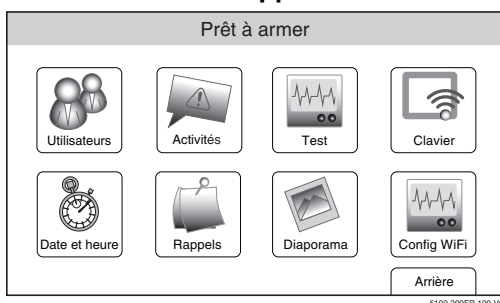 Prêt à armer
Utilisateurs
Activités
Test
Clavier
Date et heure
Rappels
Diaporama
Config WiFi
Arrière